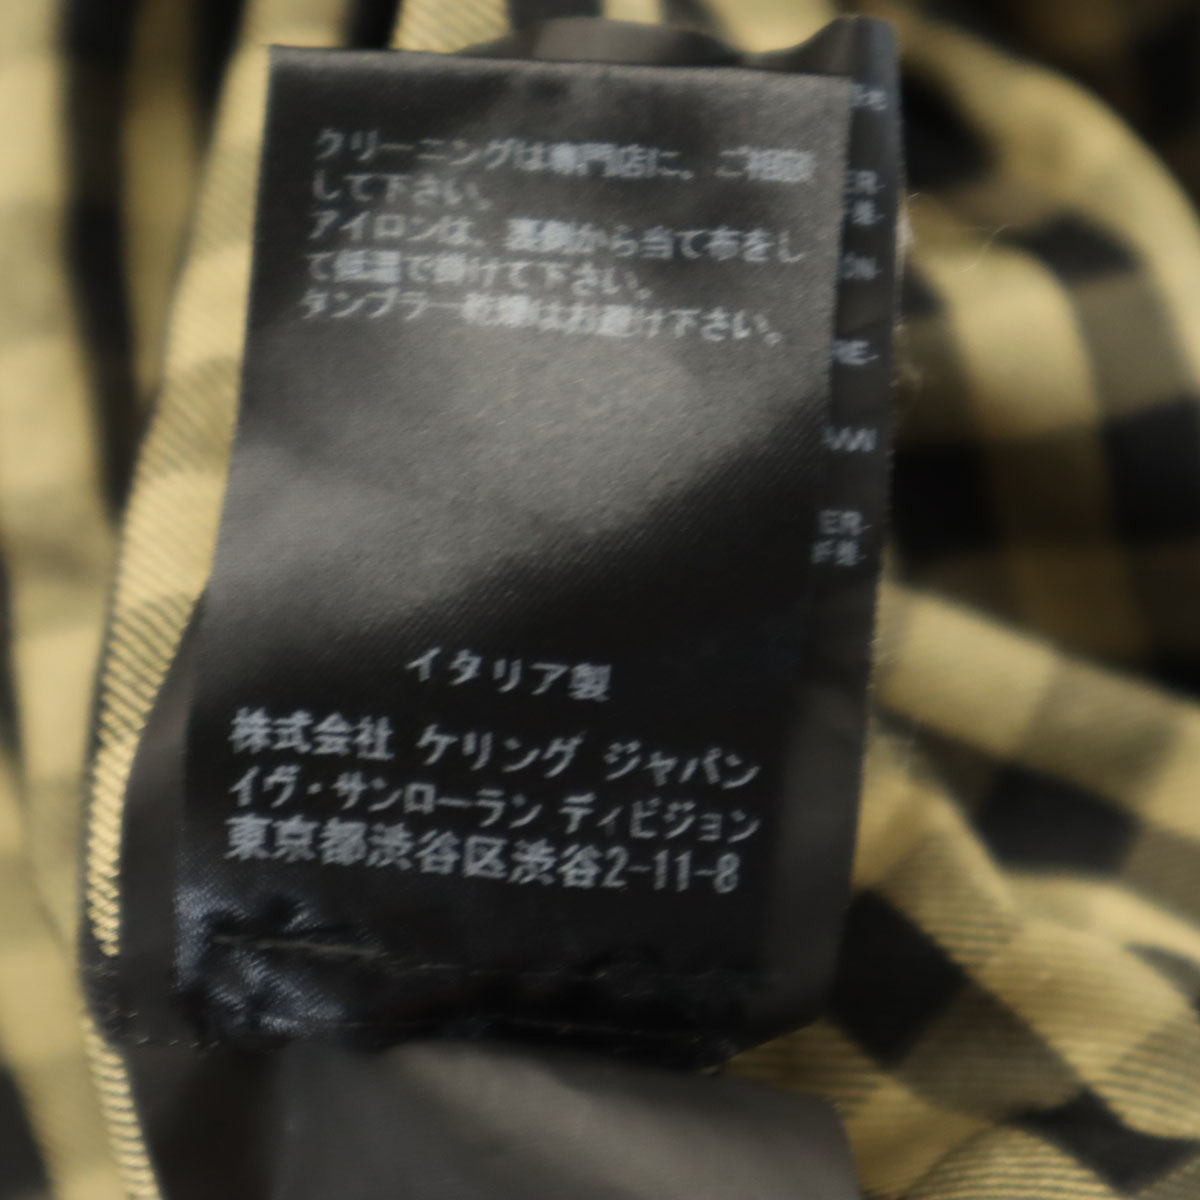 クリーニングは専門店に、ご相談
して下さい。
アイロンは、裏側から当て布をし
て低温で掛けて下さい。
タンブラー乾燥はお避け下さい。
イタリア製
株式会社 ケリング ジャパン
イヴ・サンローラン ディビジョン
東京都渋谷区渋谷2-11-8
ER-
ON-
NE-
ER-